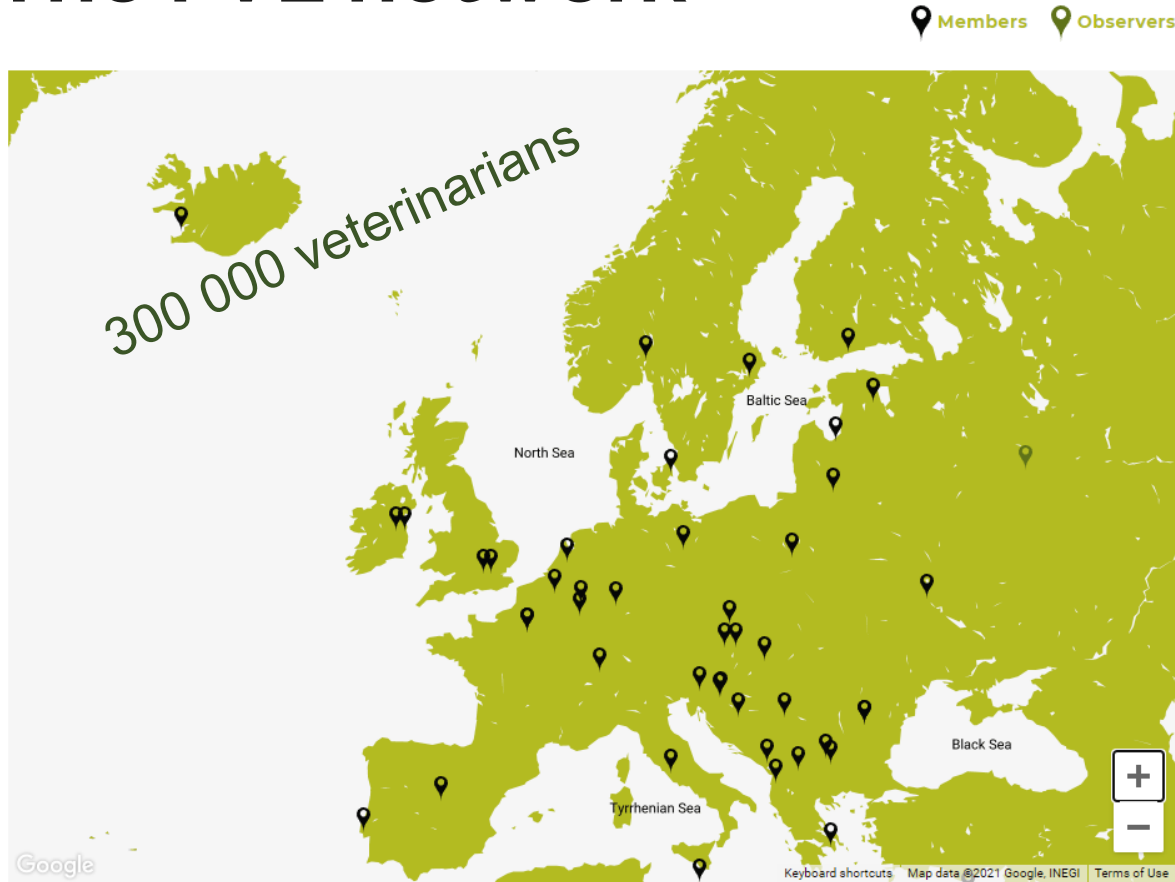 Members Observers
300 000 veterinarians
Baltic Sea
North Sea
Black Sea
Tyrrhenian Sea
Google
Keyboard shortcuts Map data ©2021 Google, INEGI Terms of Use